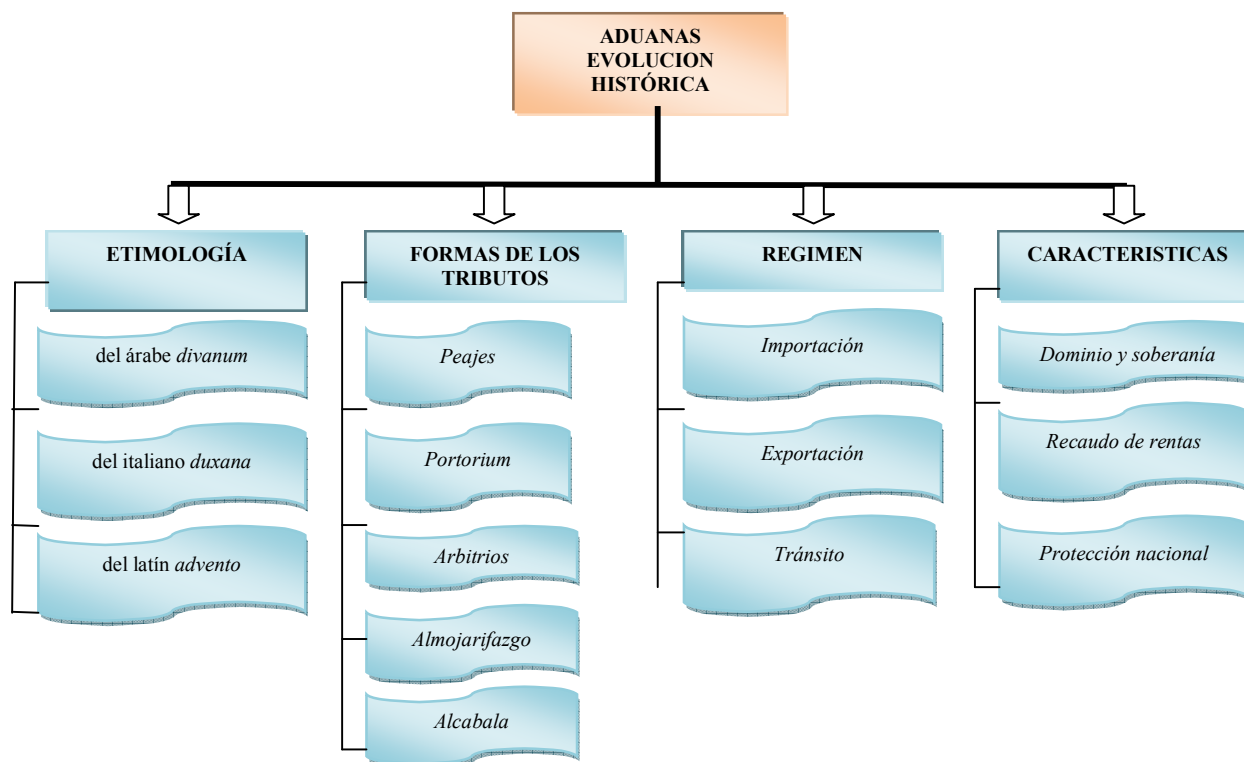 ADUANAS
EVOLUCION
HISTÓRICA
ETIMOLOGÍA
del árabe divanum
del italiano duxana
del latín advento
FORMAS DE LOS
TRIBUTOS
Peajes
Portorium
Arbitrios
Almojarifazgo
Alcabala
REGIMEN
Importación
Exportación
Tránsito
CARACTERISTICAS
Dominio y soberanía
Recaudo de rentas
Protección nacional